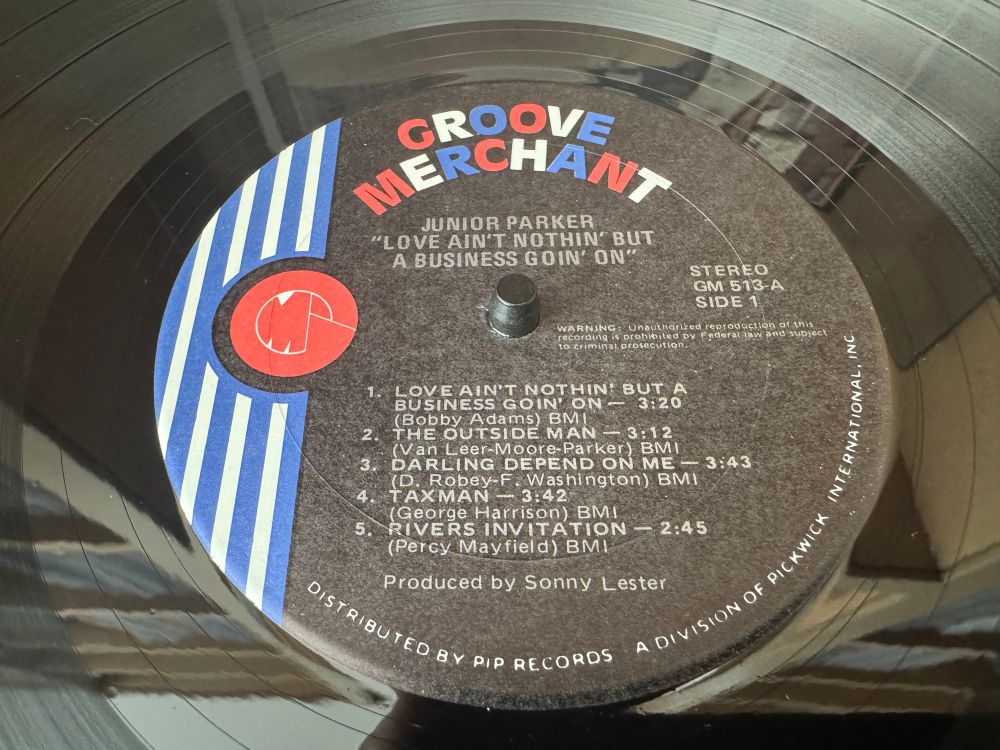 GROOVE
MERCHANT
JUNIOR PARKER
"LOVE AIN'T NOTHIN' BUT
A BUSINESS GOIN' ON"
STEREO
GM 513-A
SIDE 1
WARNING: Unauthorized reproduction of this
recording is prohibited by Federal law and subject
to criminal prosecution.
1. LOVE AIN'T NOTHIN' BUT A
BUSINESS GOIN' ON — 3:20
(Bobby Adams) BMI
2. THE OUTSIDE MAN — 3:12
(Van Leer-Moore-Parker) BMI
3. DARLING DEPEND ON ME — 3:43
(D. Robey-F. Washington) BMI
4. TAXMAN — 3:42
(George Harrison) BMI
5. RIVERS INVITATION — 2:45
(Percy Mayfield) BMI
Produced by Sonny Lester
DISTRIBUTED BY PIP RECORDS A DIVISION OF PICKWICK INTERNATIONAL, INC.